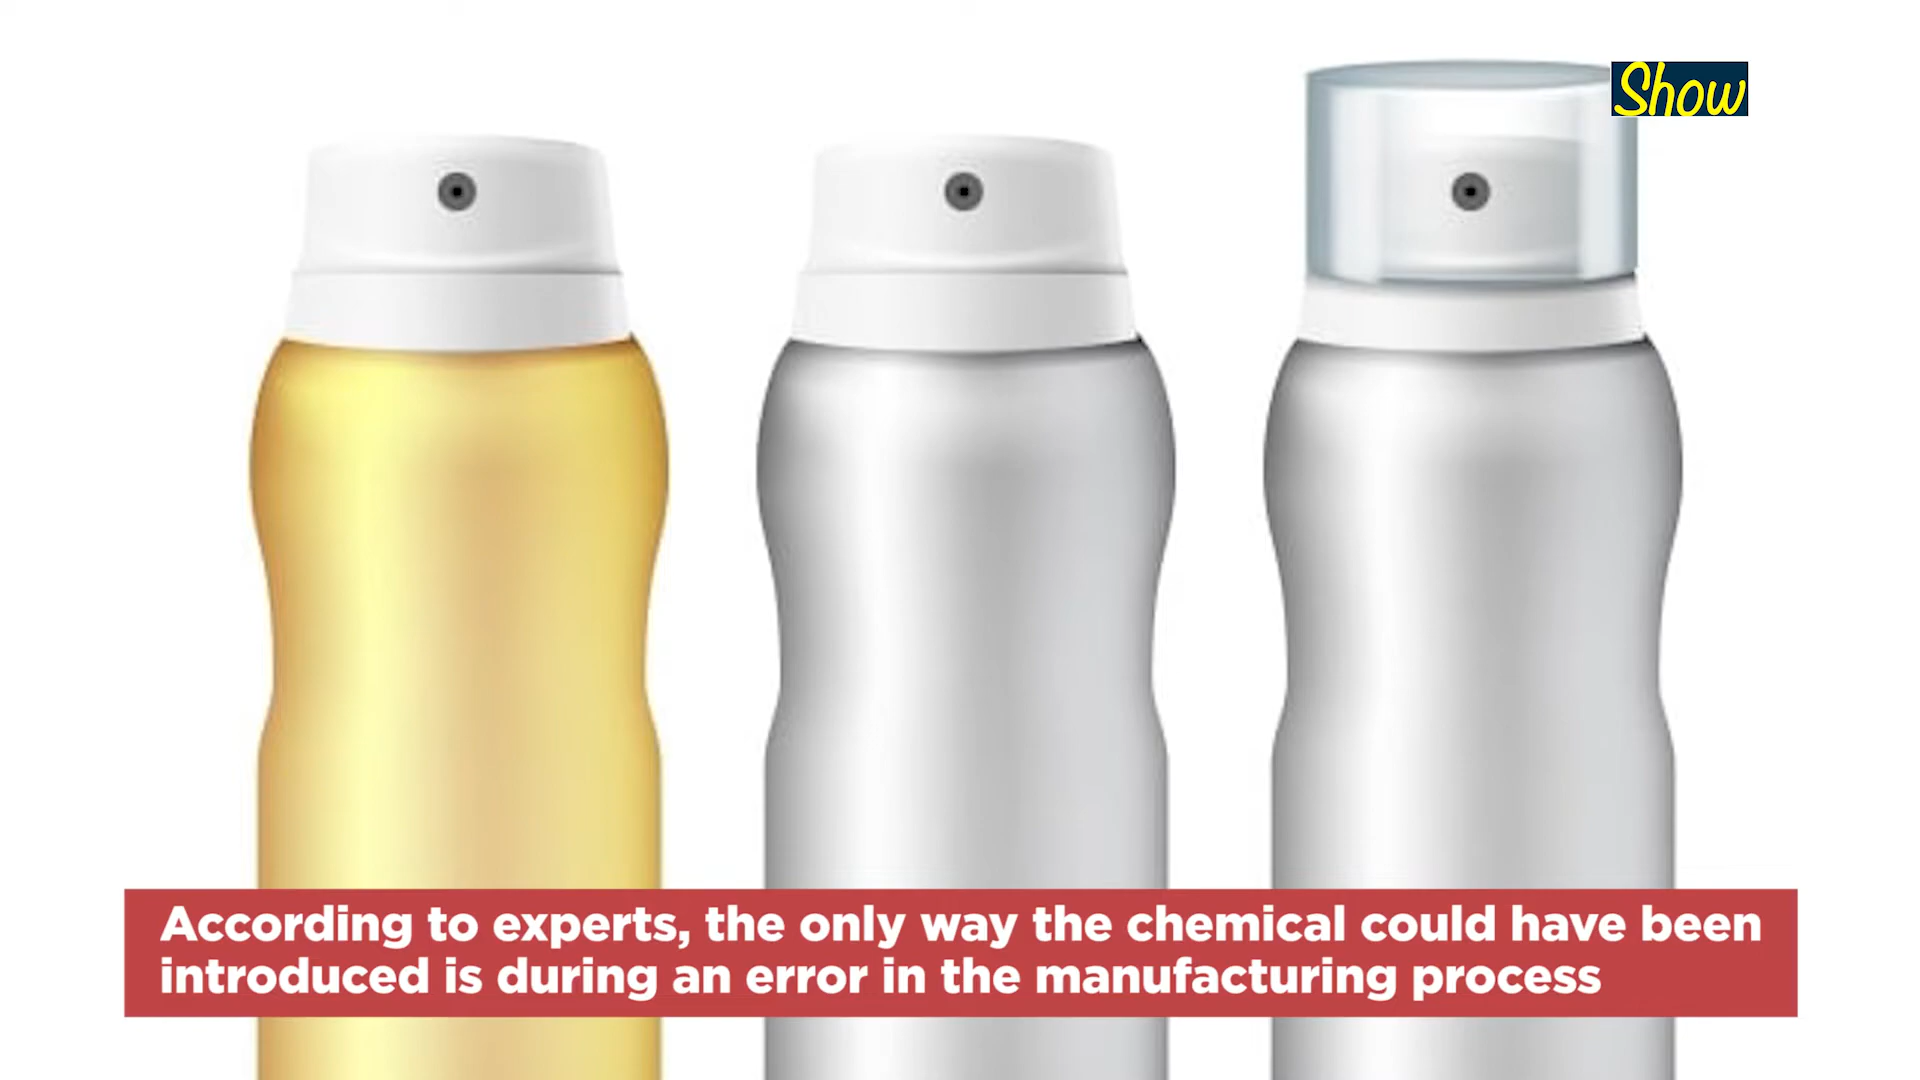 Show
According to experts, the only way the chemical could have been
introduced is during an error in the manufacturing process